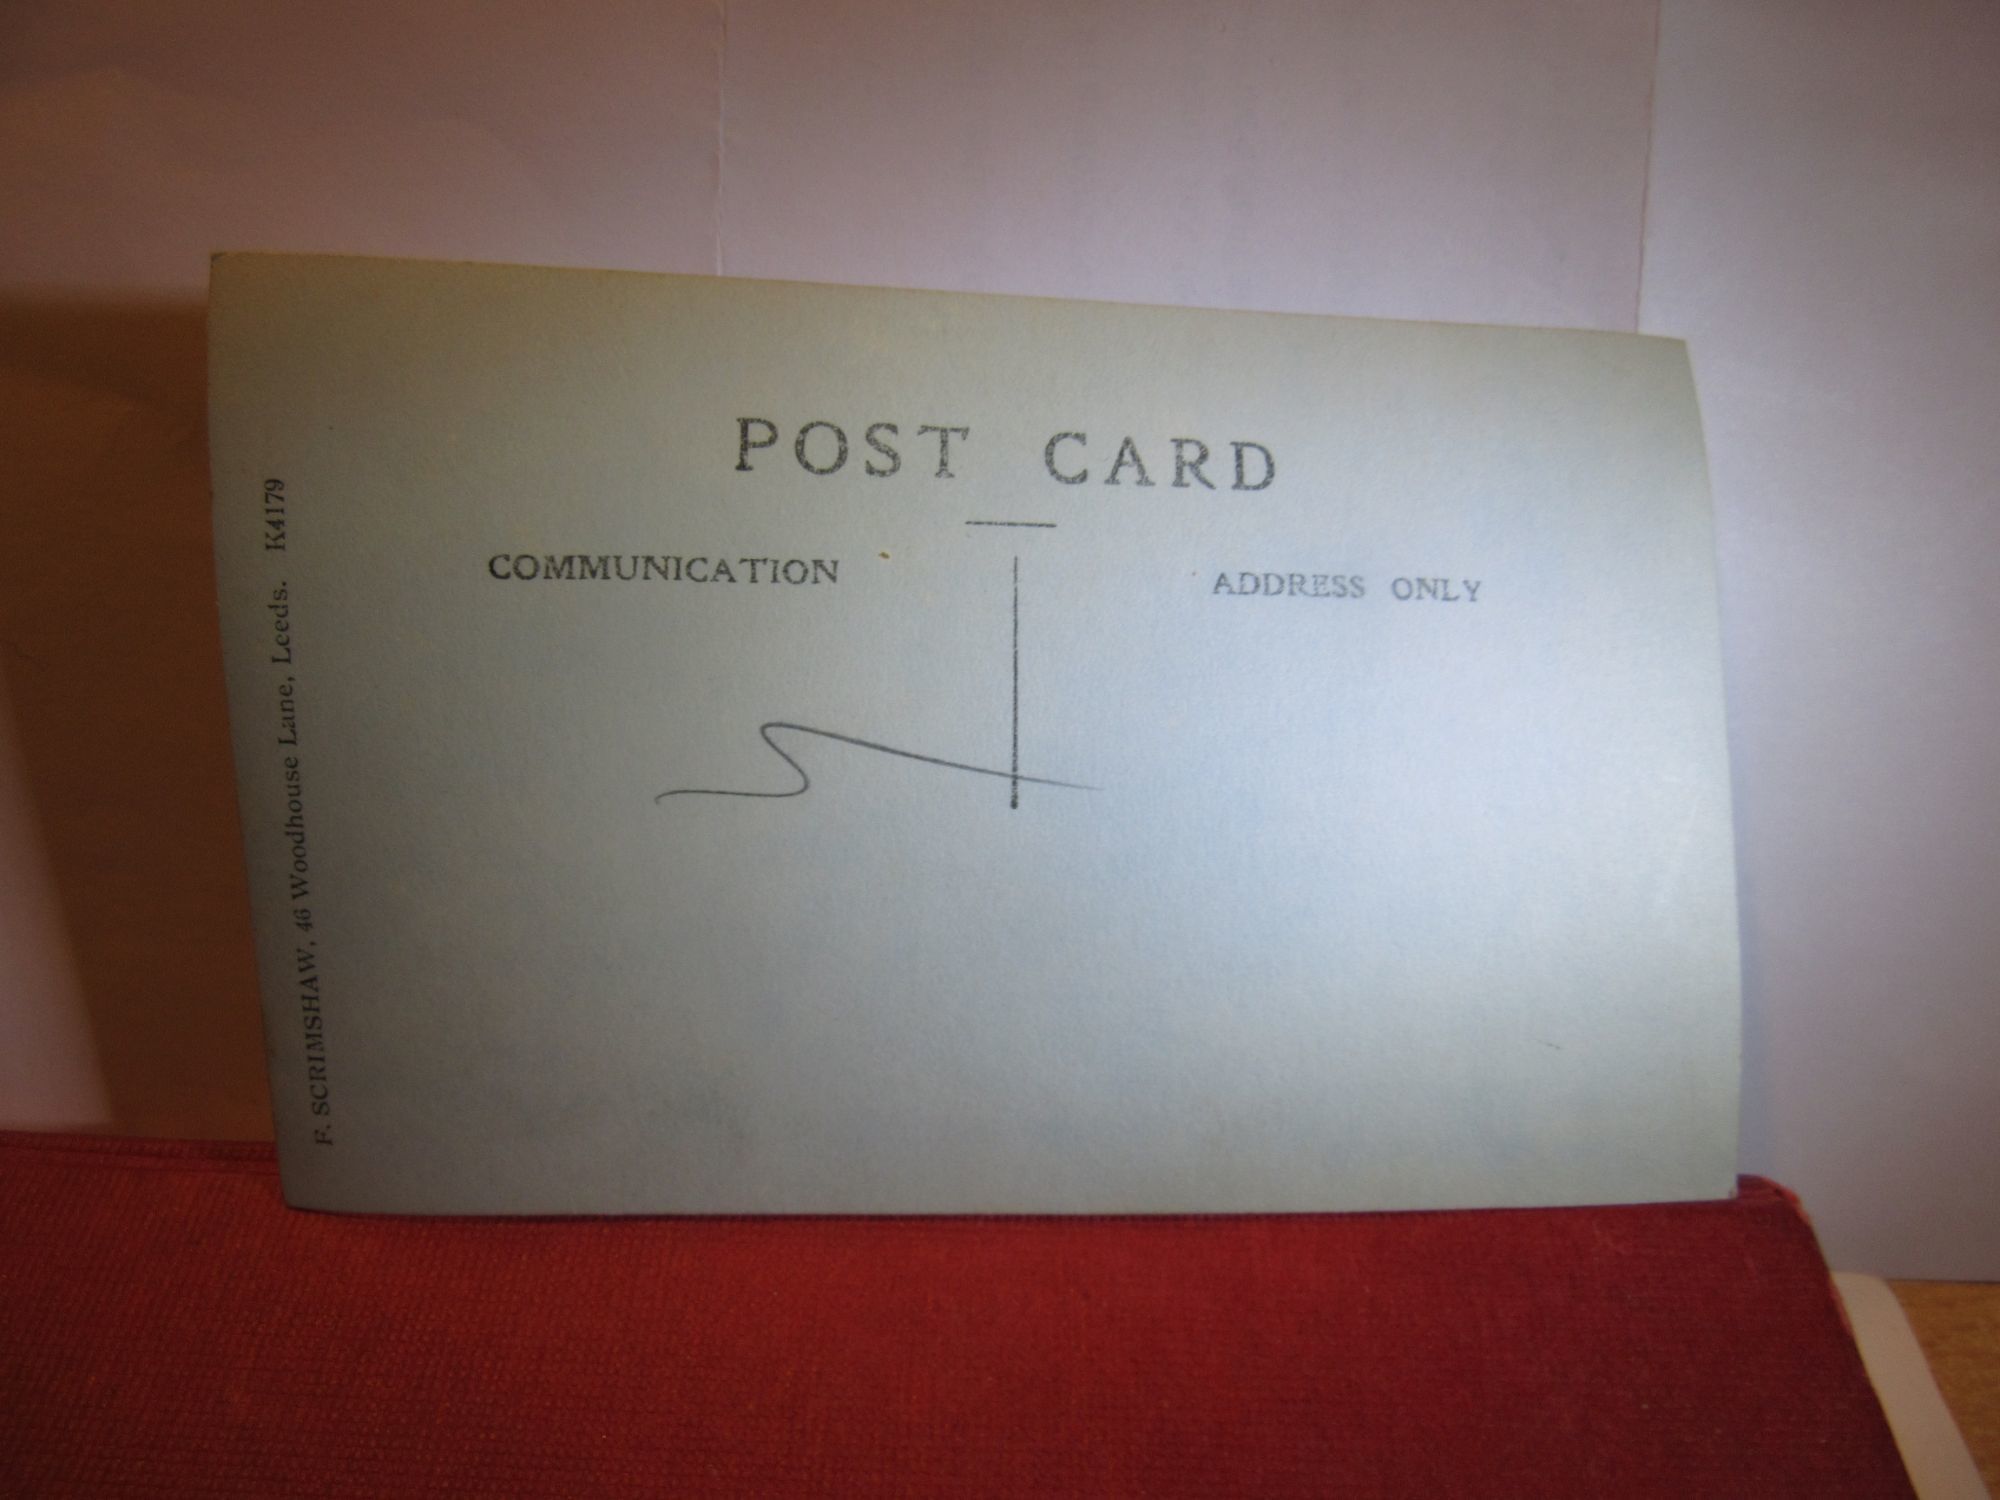 POST CARD
COMMUNICATION
ADDRESS ONLY
F. SCRIMSHAW, 46 Woodhouse Lane, Leeds. K4179